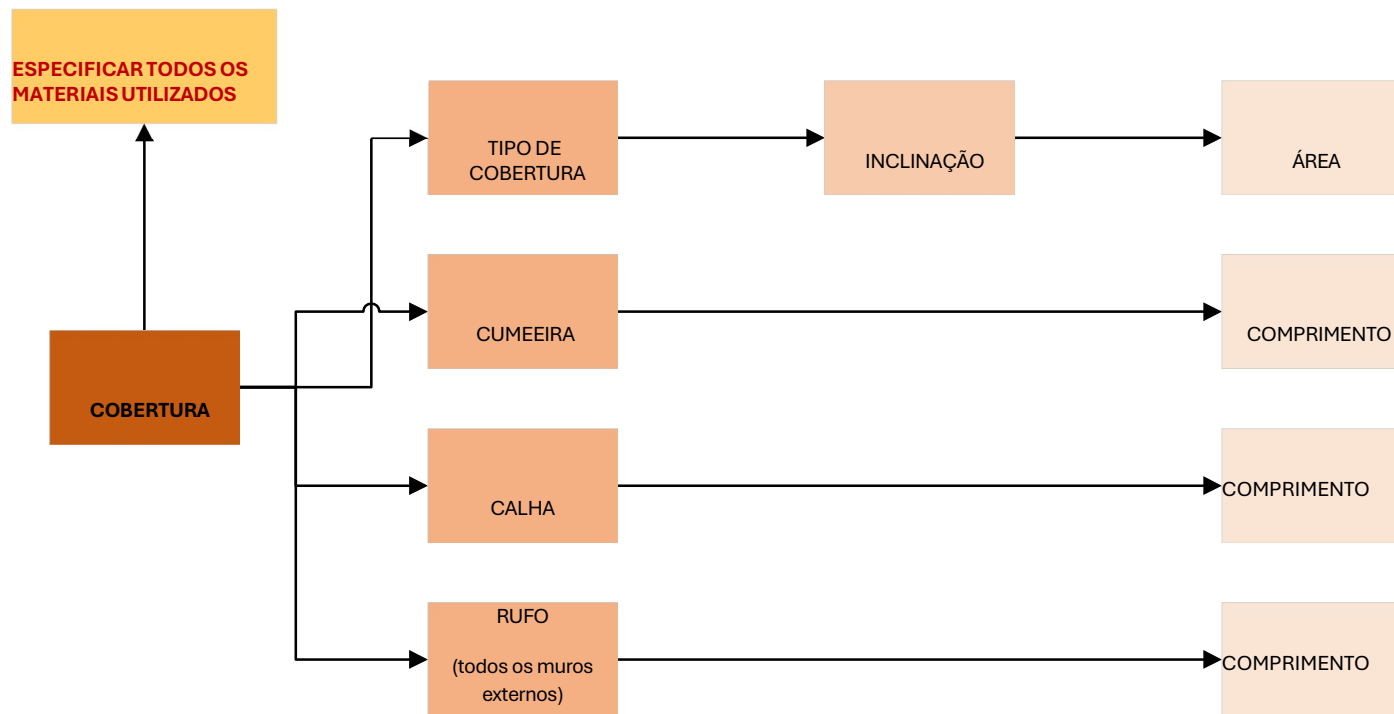 ESPECIFICAR TODOS OS
MATERIAIS UTILIZADOS
TIPO DE
COBERTURA
INCLINAÇÃO
ÁREA
CUMEEIRA
COMPRIMENTO
COBERTURA
CALHA
COMPRIMENTO
RUFO
(todos os muros
externos)
COMPRIMENTO